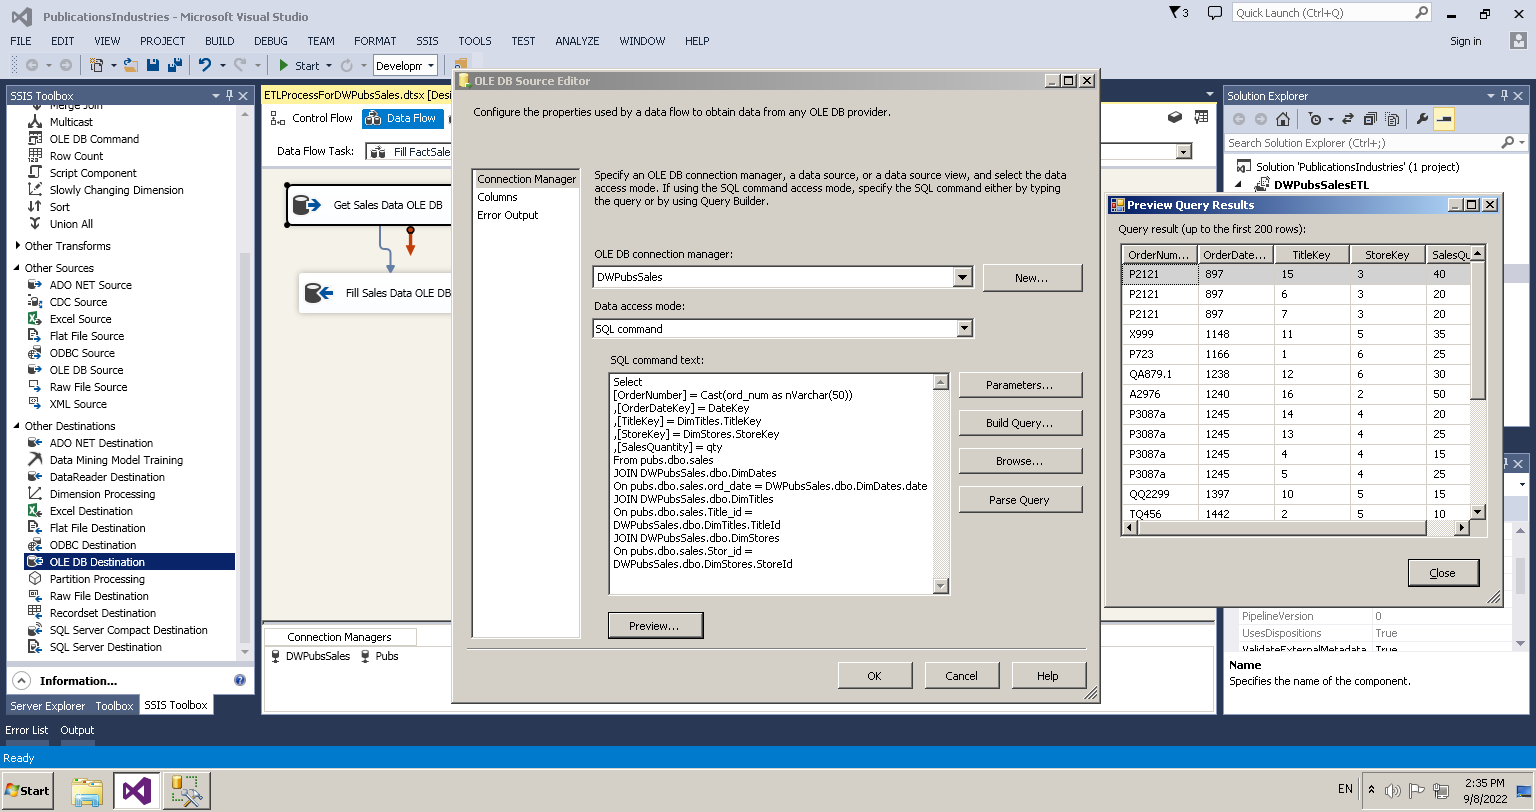 PublicationsIndustries - Microsoft Visual Studio
3
Quick Launch (Ctrl+Q)
FILE EDIT VIEW PROJECT BUILD DEBUG TEAM FORMAT SSIS TOOLS TEST ANALYZE WINDOW HELP
Sign in
Start
Developm
SSIS Toolbox
Merge Join
Multicast
OLE DB Command
Row Count
Script Component
Slowly Changing Dimension
Sort
Union All
Other Transforms
Other Sources
ADO NET Source
CDC Source
Excel Source
Flat File Source
ODBC Source
OLE DB Source
Raw File Source
XML Source
Other Destinations
ADO NET Destination
Data Mining Model Training
DataReader Destination
Dimension Processing
Excel Destination
Flat File Destination
ODBC Destination
OLE DB Destination
Partition Processing
Raw File Destination
Recordset Destination
SQL Server Compact Destination
SQL Server Destination
Information...
Server Explorer Toolbox SSIS Toolbox
Error List Output
Ready
ETLProcessForDWPubsSales.dtsx [Desi
Control Flow
Data Flow
Data Flow Task:
Fill FactSale
Get Sales Data OLE DB
Fill Sales Data OLE DB
Connection Managers
DWPubsSales
Pubs
OLE DB Source Editor
Configure the properties used by a data flow to obtain data from any OLE DB provider.
Connection Manager
Columns
Error Output
Specify an OLE DB connection manager, a data source, or a data source view, and select the data
access mode. If using the SQL command access mode, specify the SQL command either by typing
the query or by using Query Builder.
OLE DB connection manager:
DWPubsSales
New...
Data access mode:
SQL command
SQL command text:
Select
[OrderNumber] = Cast(ord_num as nVarchar(50))
,[OrderDateKey] = DateKey
,[TitleKey] = DimTitles.TitleKey
,[StoreKey] = DimStores.StoreKey
,[SalesQuantity] = qty
From pubs.dbo.sales
JOIN DWPubsSales.dbo.DimDates
On pubs.dbo.sales.ord_date = DWPubsSales.dbo.DimDates.date
JOIN DWPubsSales.dbo.DimTitles
On pubs.dbo.sales.Title_id =
DWPubsSales.dbo.DimTitles.TitleId
JOIN DWPubsSales.dbo.DimStores
On pubs.dbo.sales.Stor_id =
DWPubsSales.dbo.DimStores.StoreId
Parameters...
Build Query...
Browse...
Parse Query
Preview...
OK
Cancel
Help
Solution Explorer
Search Solution Explorer (Ctrl+;)
Solution 'PublicationsIndustries' (1 project)
DWPubsSalesETL
Preview Query Results
Query result (up to the first 200 rows):
OrderNum... OrderDate... TitleKey StoreKey SalesQu
P2121 897 15 3 40
P2121 897 6 3 20
P2121 897 7 3 20
X999 1148 11 5 35
P723 1166 1 6 25
QA879.1 1238 12 6 30
A2976 1240 16 2 50
P3087a 1245 14 4 20
P3087a 1245 13 4 25
P3087a 1245 4 4 15
P3087a 1245 5 4 25
QQ2299 1397 10 5 15
TQ456 1442 2 5 10
Close
PipelineVersion 0
UsesDispositions True
ValidateExternalMetadata True
Name
Specifies the name of the component.
Start
EN
2:35 PM
9/8/2022